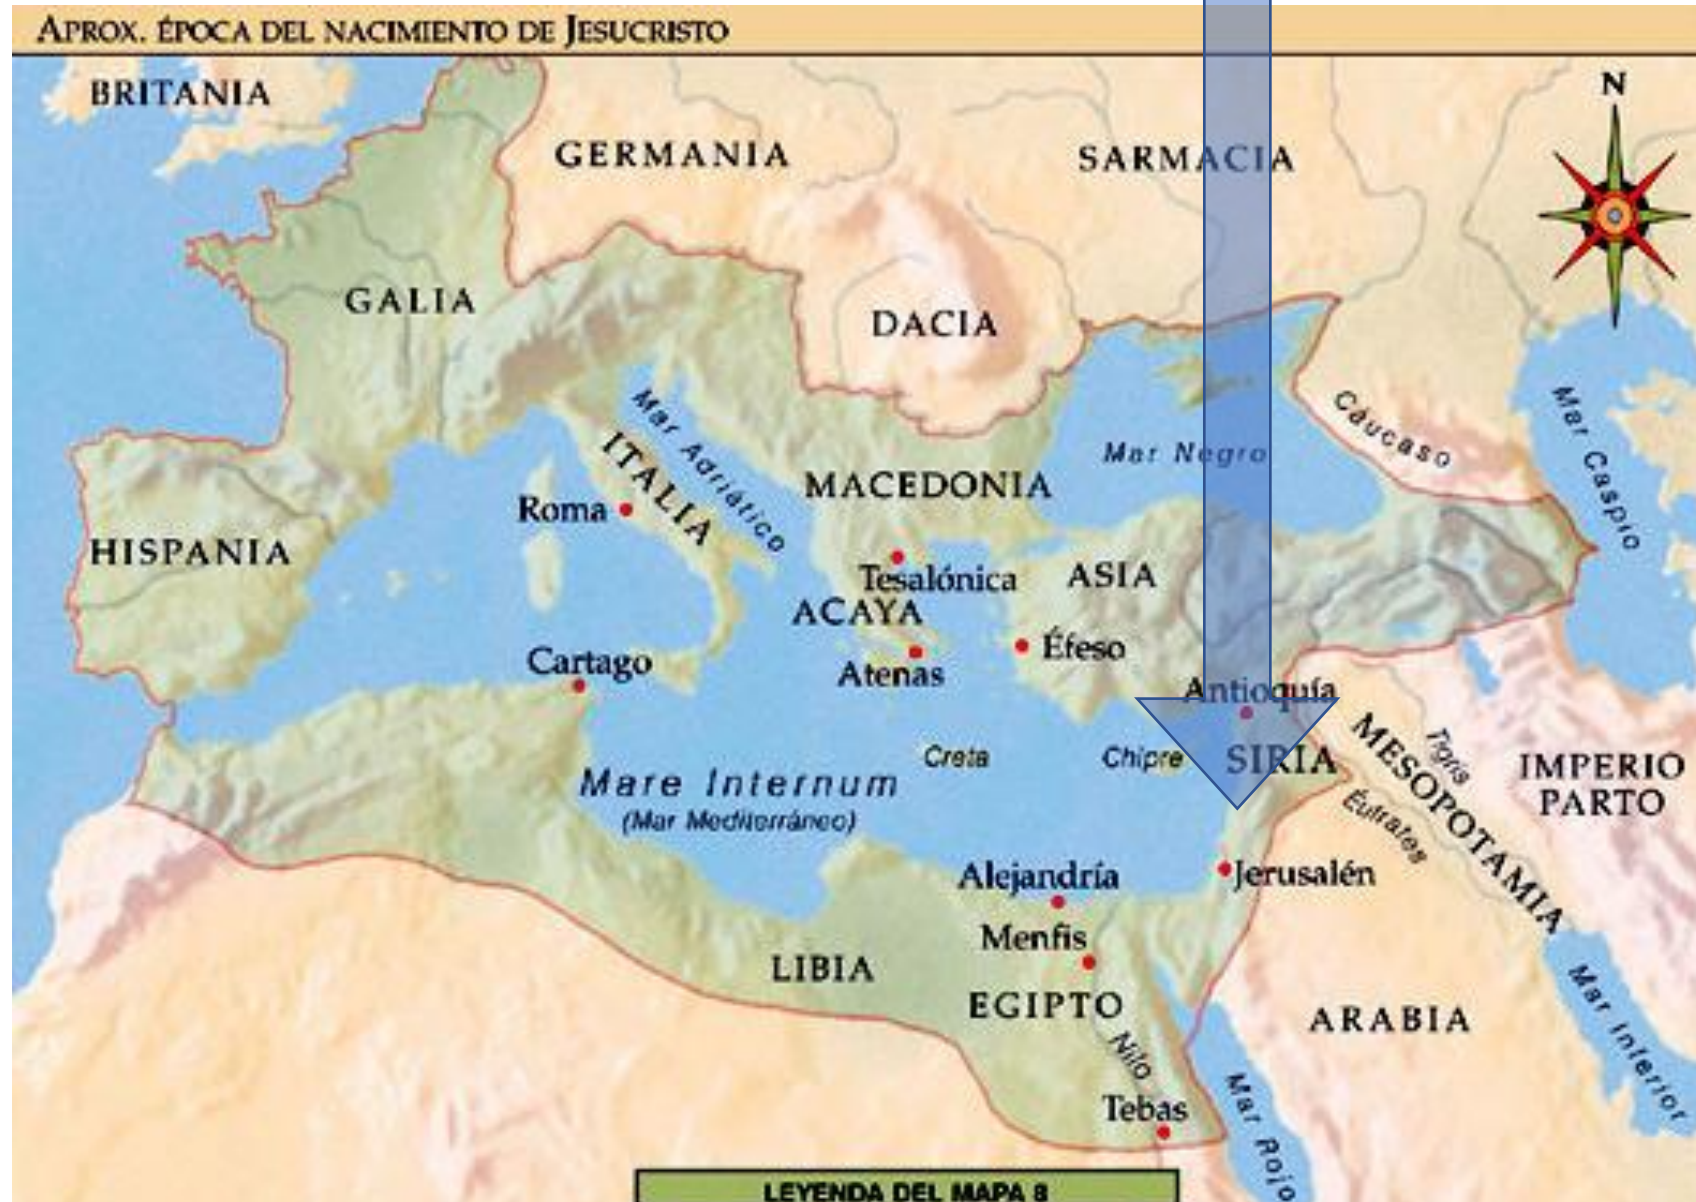 APROX. ÉPOCA DEL NACIMIENTO DE JESUCRISTO
N
BRITANIA
GERMANIA
SARMACIA
GALIA
DACIA
Mar Adriático
Mar Negro
Cáucaso
Mar Caspio
ITALIA
MACEDONIA
Roma
HISPANIA
Tesalónica
ASIA
ACAYA
Éfeso
Cartago
Atenas
Antioquía
Creta
Chipre
SIRIA
MESOPOTAMIA
Tigris
IMPERIO
PARTO
Mare Internum
(Mar Mediterráneo)
Éufrates
Alejandría
Jerusalén
Menfis
LIBIA
EGIPTO
ARABIA
Mar Inferior
Nilo
Tebas
Mar Rojo
LEYENDA DEL MAPA 8